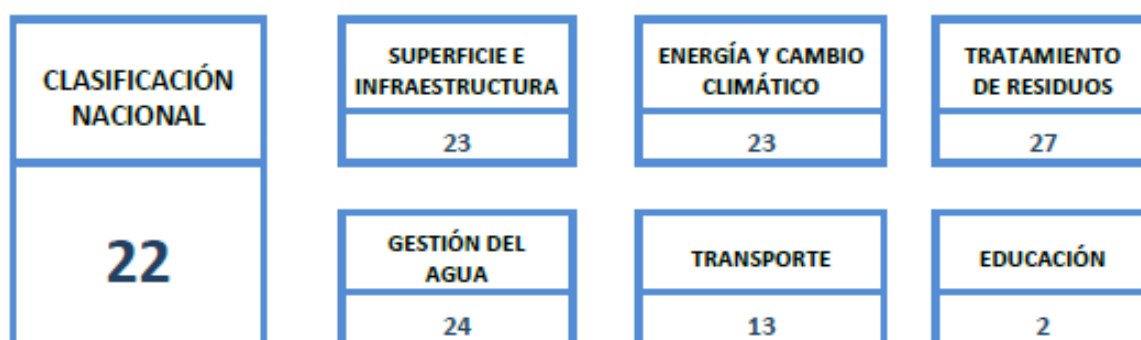 CLASIFICACIÓN
NACIONAL
22
SUPERFICIE E
INFRAESTRUCTURA
23
ENERGÍA Y CAMBIO
CLIMÁTICO
23
TRATAMIENTO
DE RESIDUOS
27
GESTIÓN DEL
AGUA
24
TRANSPORTE
13
EDUCACIÓN
2